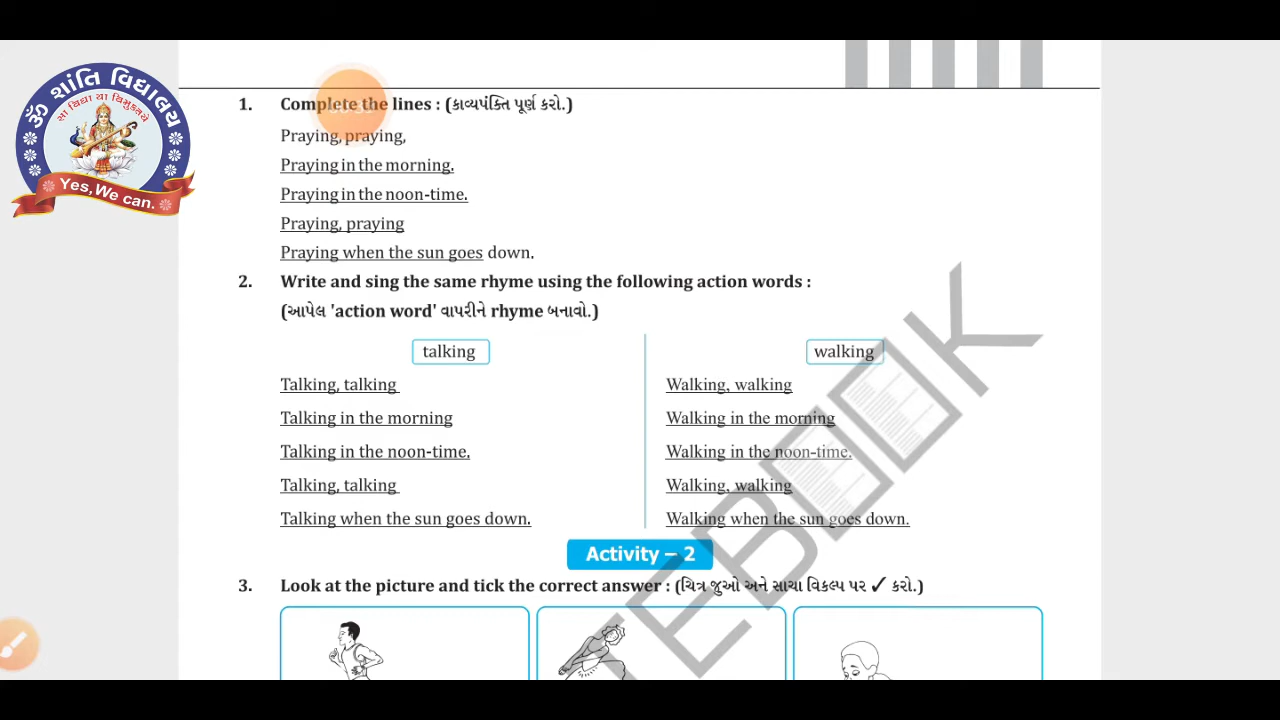 ૐ શાંતિ વિદ્યાલય
સા વિદ્યા યા વિમુક્તયે
Yes, We can.
1. Complete the lines : (કાવ્યપંક્તિ પૂર્ણ કરો.)
Praying, praying,
Praying in the morning.
Praying in the noon-time.
Praying, praying
Praying when the sun goes down.
2. Write and sing the same rhyme using the following action words :
(આપેલ 'action word' વાપરીને rhyme બનાવો.)
talking
Talking, talking
Talking in the morning
Talking in the noon-time.
Talking, talking
Talking when the sun goes down.
walking
Walking, walking
Walking in the morning
Walking in the noon-time.
Walking, walking
Walking when the sun goes down.
Activity – 2
3. Look at the picture and tick the correct answer : (ચિત્ર જુઓ અને સાચા વિકલ્પ પર ✓ કરો.)